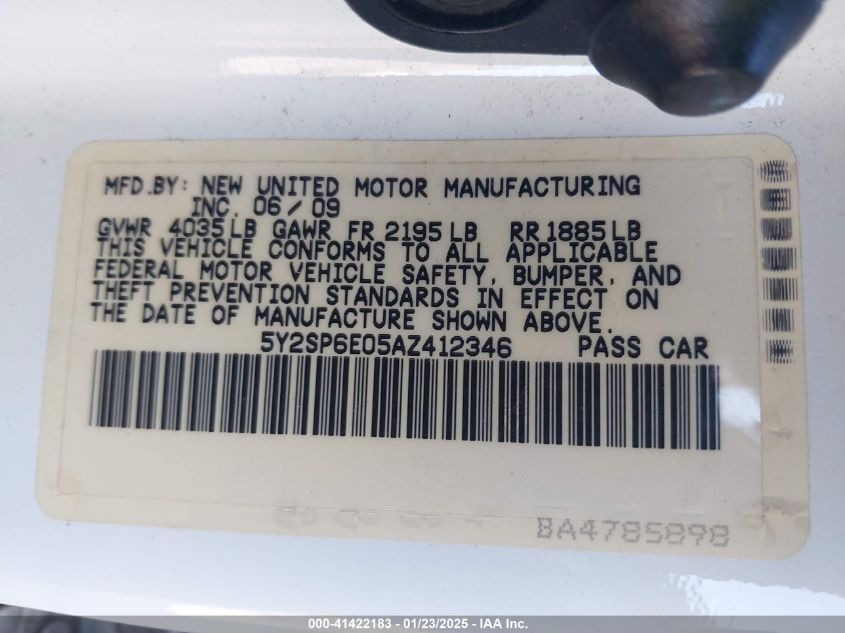 MFD.BY: NEW UNITED MOTOR MANUFACTURING
INC. 06/09
GVWR 4035LB GAWR FR 2195LB RR 1885LB
THIS VEHICLE CONFORMS TO ALL APPLICABLE
FEDERAL MOTOR VEHICLE SAFETY, BUMPER, AND
THEFT PREVENTION STANDARDS IN EFFECT ON
THE DATE OF MANUFACTURE SHOWN ABOVE.
5Y2SP6E05AZ412346 PASS CAR
BA4785898
000-41422183 - 01/23/2025 - IAA Inc.